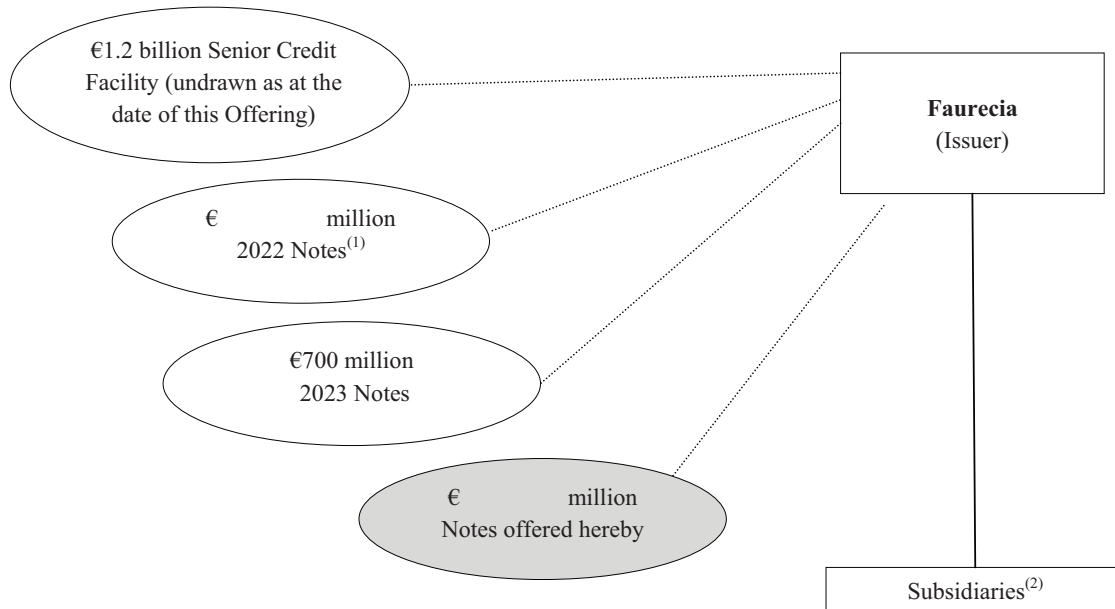 €1.2 billion Senior Credit
Facility (undrawn as at the
date of this Offering)
Faurecia
(Issuer)
€ million
2022 Notes(1)
€700 million
2023 Notes
€ million
Notes offered hereby
Subsidiaries(2)